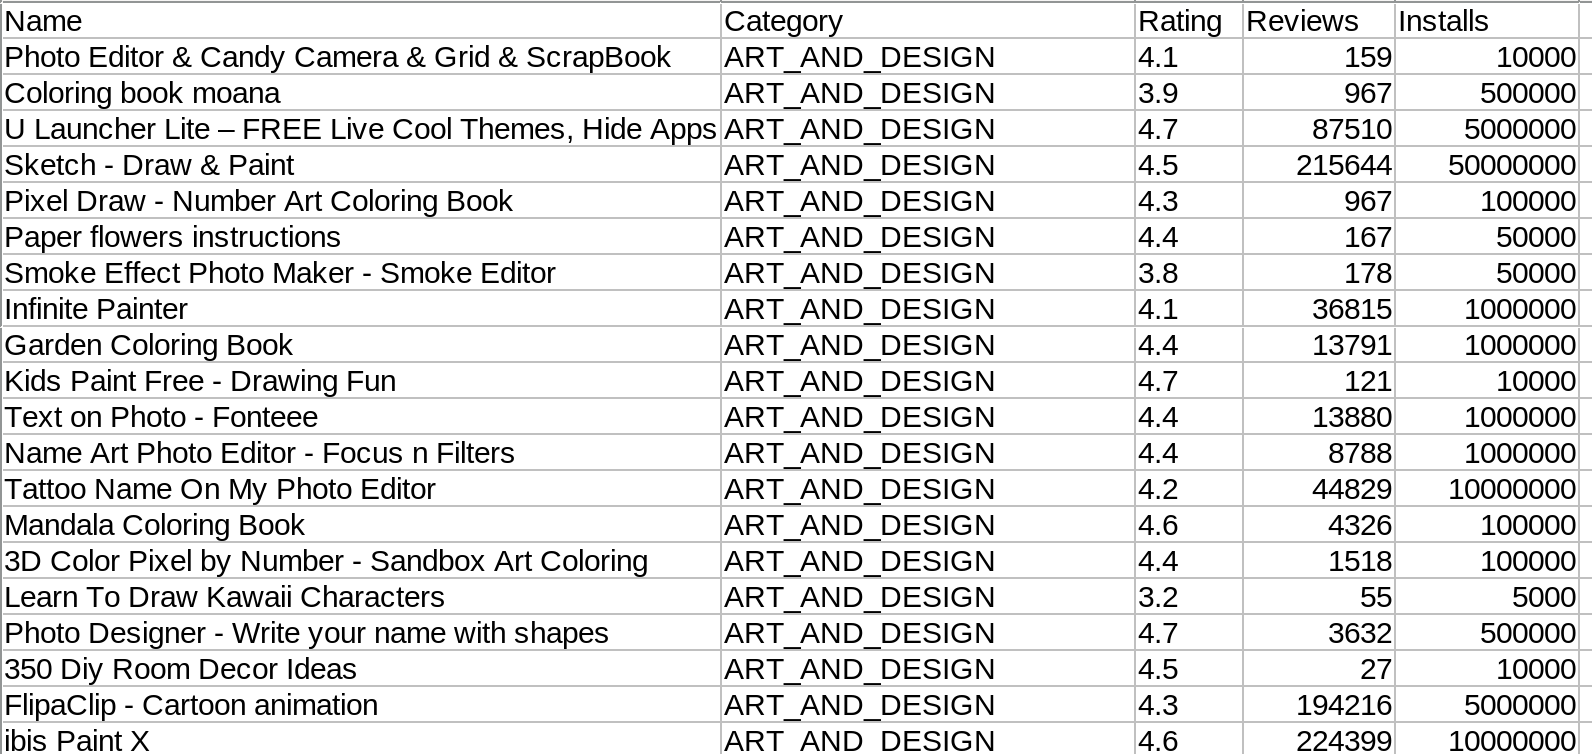 Name Category Rating Reviews Installs
Photo Editor & Candy Camera & Grid & ScrapBook ART_AND_DESIGN 4.1 159 10000
Coloring book moana ART_AND_DESIGN 3.9 967 500000
U Launcher Lite – FREE Live Cool Themes, Hide Apps ART_AND_DESIGN 4.7 87510 5000000
Sketch - Draw & Paint ART_AND_DESIGN 4.5 215644 50000000
Pixel Draw - Number Art Coloring Book ART_AND_DESIGN 4.3 967 100000
Paper flowers instructions ART_AND_DESIGN 4.4 167 50000
Smoke Effect Photo Maker - Smoke Editor ART_AND_DESIGN 3.8 178 50000
Infinite Painter ART_AND_DESIGN 4.1 36815 1000000
Garden Coloring Book ART_AND_DESIGN 4.4 13791 1000000
Kids Paint Free - Drawing Fun ART_AND_DESIGN 4.7 121 10000
Text on Photo - Fonteee ART_AND_DESIGN 4.4 13880 1000000
Name Art Photo Editor - Focus n Filters ART_AND_DESIGN 4.4 8788 1000000
Tattoo Name On My Photo Editor ART_AND_DESIGN 4.2 44829 10000000
Mandala Coloring Book ART_AND_DESIGN 4.6 4326 100000
3D Color Pixel by Number - Sandbox Art Coloring ART_AND_DESIGN 4.4 1518 100000
Learn To Draw Kawaii Characters ART_AND_DESIGN 3.2 55 5000
Photo Designer - Write your name with shapes ART_AND_DESIGN 4.7 3632 500000
350 Diy Room Decor Ideas ART_AND_DESIGN 4.5 27 10000
FlipaClip - Cartoon animation ART_AND_DESIGN 4.3 194216 5000000
ibis Paint X ART_AND_DESIGN 4.6 224399 10000000